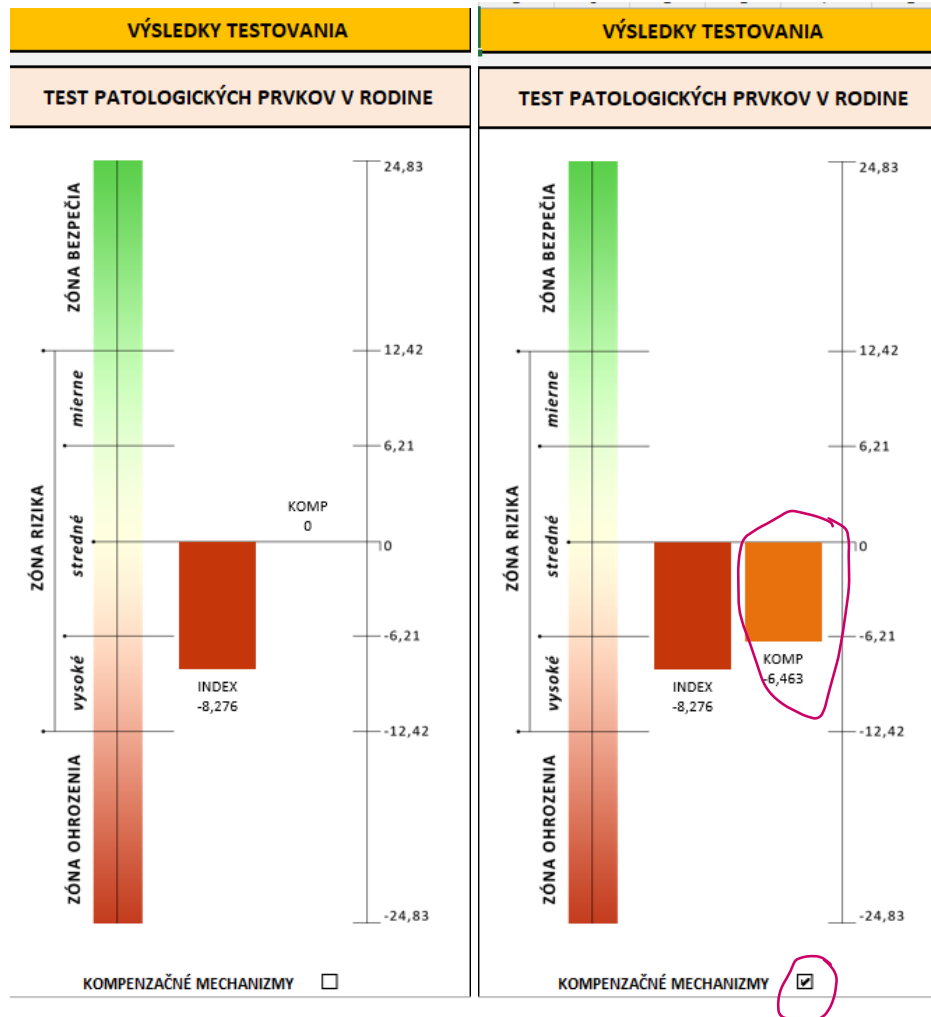 VÝSLEDKY TESTOVANIA
TEST PATOLOGICKÝCH PRVKOV V RODINE
24,83
ZÓNA BEZPEČIA
12,42
mierne
6,21
ZÓNA RIZIKA
stredné
KOMP
0
0
-6,21
vysoké
INDEX
-8,276
-12,42
ZÓNA OHROZENIA
-24,83
KOMPENZAČNÉ MECHANIZMY
VÝSLEDKY TESTOVANIA
TEST PATOLOGICKÝCH PRVKOV V RODINE
24,83
ZÓNA BEZPEČIA
12,42
mierne
6,21
ZÓNA RIZIKA
stredné
0
-6,21
vysoké
KOMP
-6,463
INDEX
-8,276
-12,42
ZÓNA OHROZENIA
-24,83
KOMPENZAČNÉ MECHANIZMY